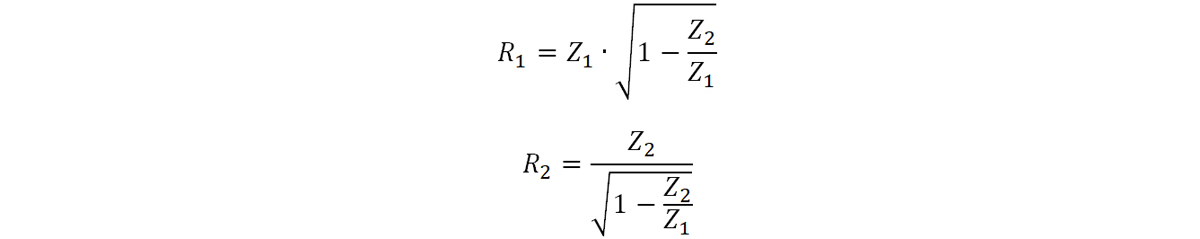 R₁ = Z₁ · √(1 − Z₂/Z₁)
R₂ = Z₂/√(1 − Z₂/Z₁)